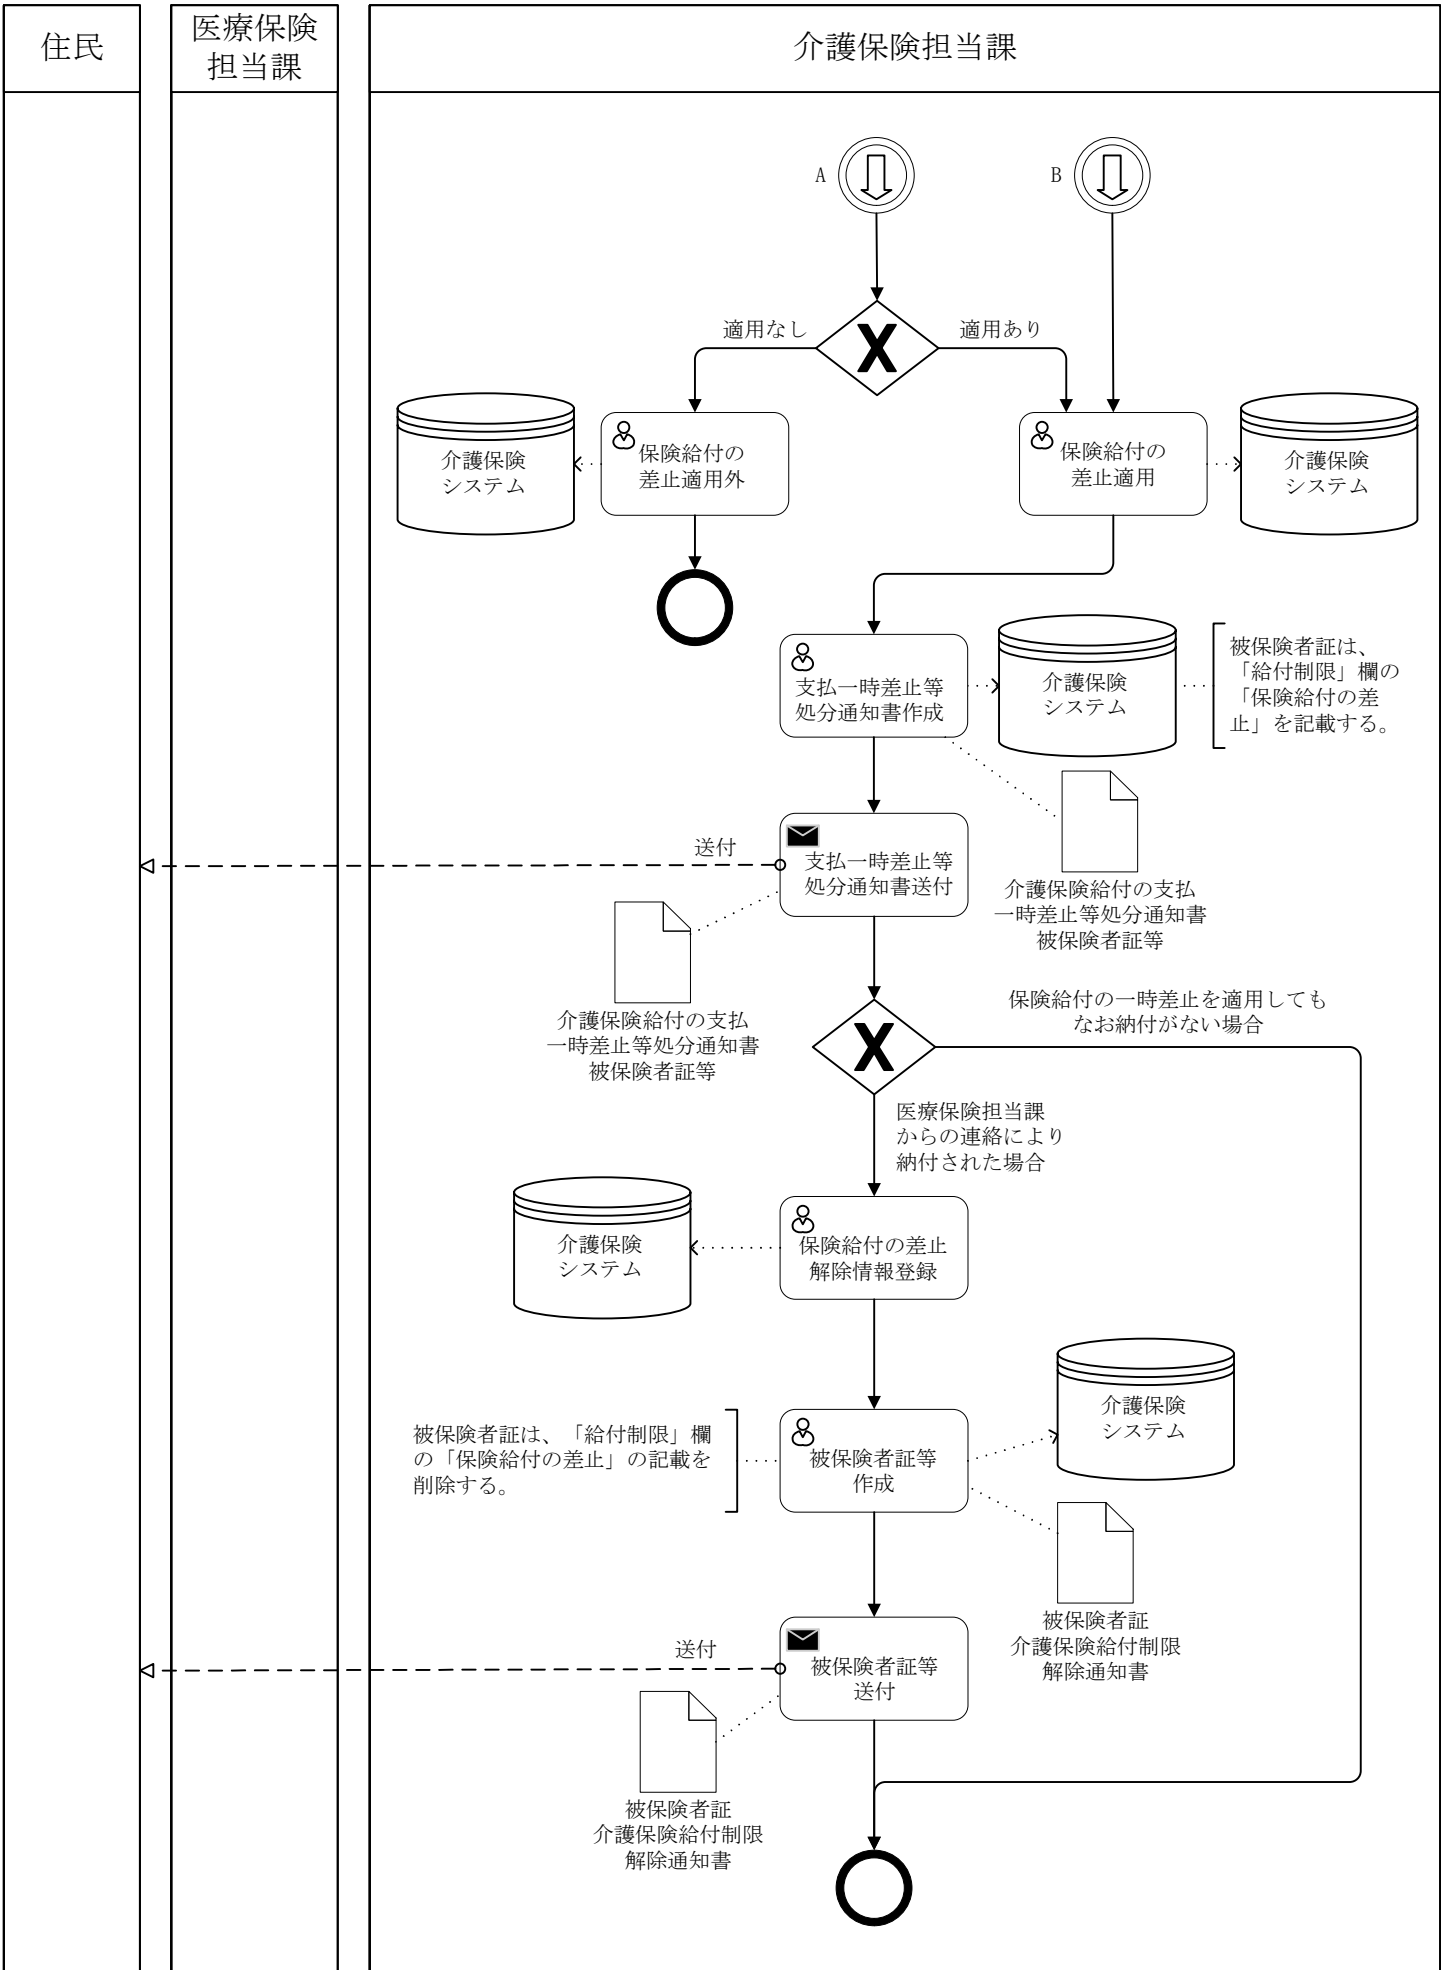 住民
医療保険
担当課
介護保険担当課
A
B
適用なし
適用あり
介護保険
システム
保険給付の
差止適用外
保険給付の
差止適用
介護保険
システム
支払一時差止等
処分通知書作成
介護保険
システム
被保険者証は、
「給付制限」欄の
「保険給付の差
止」を記載する。
送付
支払一時差止等
処分通知書送付
介護保険給付の支払
一時差止等処分通知書
被保険者証等
介護保険給付の支払
一時差止等処分通知書
被保険者証等
保険給付の一時差止を適用しても
なお納付がない場合
医療保険担当課
からの連絡により
納付された場合
介護保険
システム
保険給付の差止
解除情報登録
介護保険
システム
被保険者証は、「給付制限」欄
の「保険給付の差止」の記載を
削除する。
被保険者証等
作成
被保険者証
介護保険給付制限
解除通知書
送付
被保険者証等
送付
被保険者証
介護保険給付制限
解除通知書